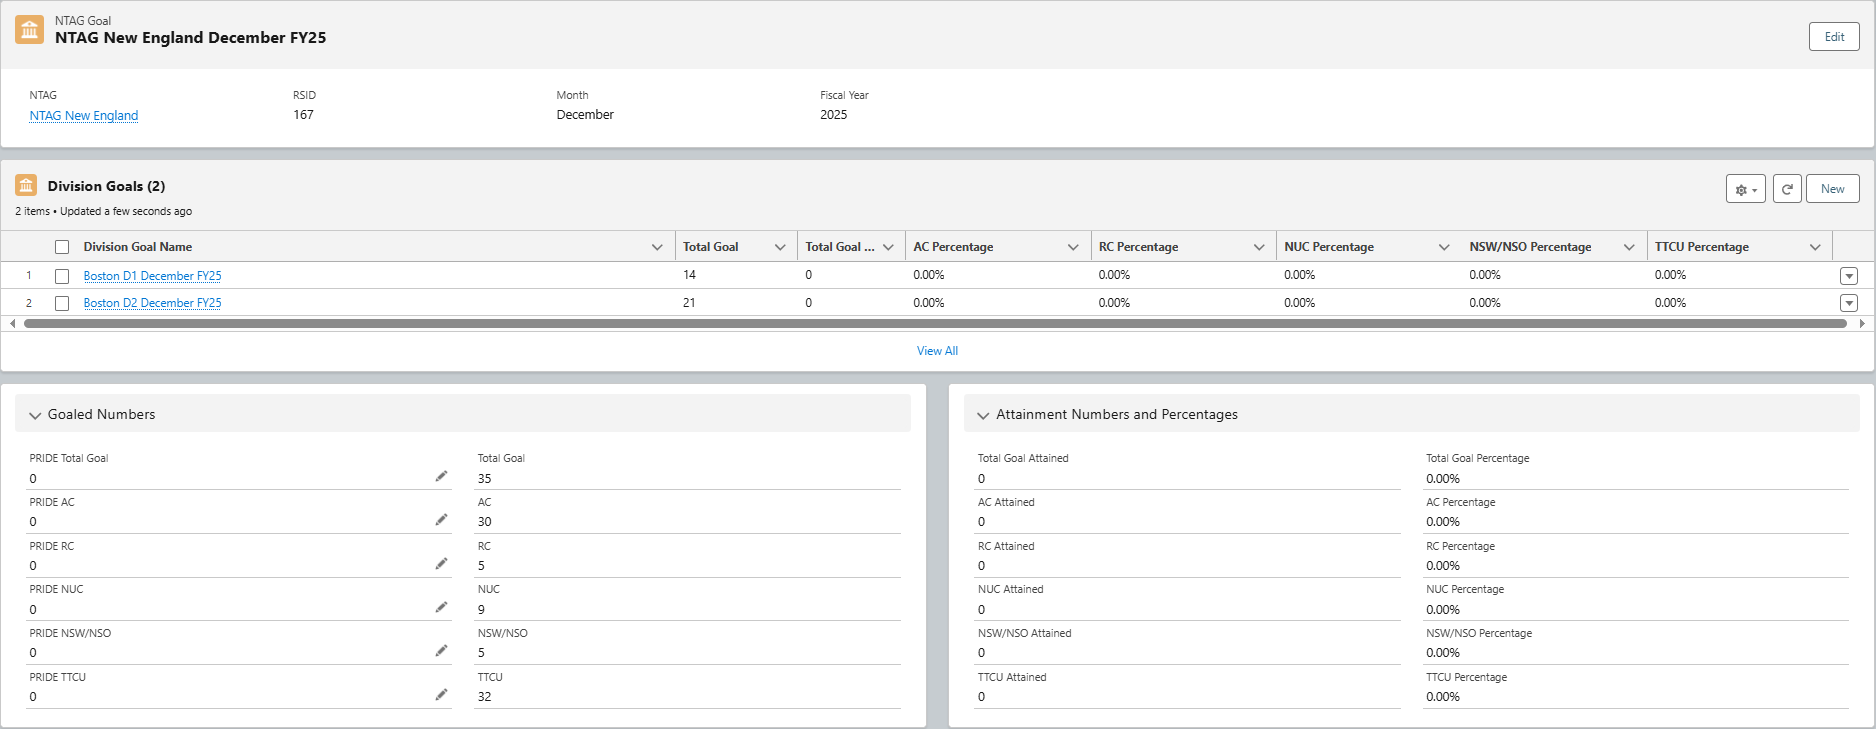 NTAG Goal
NTAG New England December FY25
Edit
NTAG RSID Month Fiscal Year
NTAG New England 167 December 2025
Division Goals (2)
New
2 items • Updated a few seconds ago
Division Goal Name Total Goal Total Goal ... AC Percentage RC Percentage NUC Percentage NSW/NSO Percentage TTCU Percentage
1 Boston D1 December FY25 14 0 0.00% 0.00% 0.00% 0.00% 0.00%
2 Boston D2 December FY25 21 0 0.00% 0.00% 0.00% 0.00% 0.00%
View All
Goaled Numbers
PRIDE Total Goal Total Goal
0 35
PRIDE AC AC
0 30
PRIDE RC RC
0 5
PRIDE NUC NUC
0 9
PRIDE NSW/NSO NSW/NSO
0 5
PRIDE TTCU TTCU
0 32
Attainment Numbers and Percentages
Total Goal Attained Total Goal Percentage
0 0.00%
AC Attained AC Percentage
0 0.00%
RC Attained RC Percentage
0 0.00%
NUC Attained NUC Percentage
0 0.00%
NSW/NSO Attained NSW/NSO Percentage
0 0.00%
TTCU Attained TTCU Percentage
0 0.00%